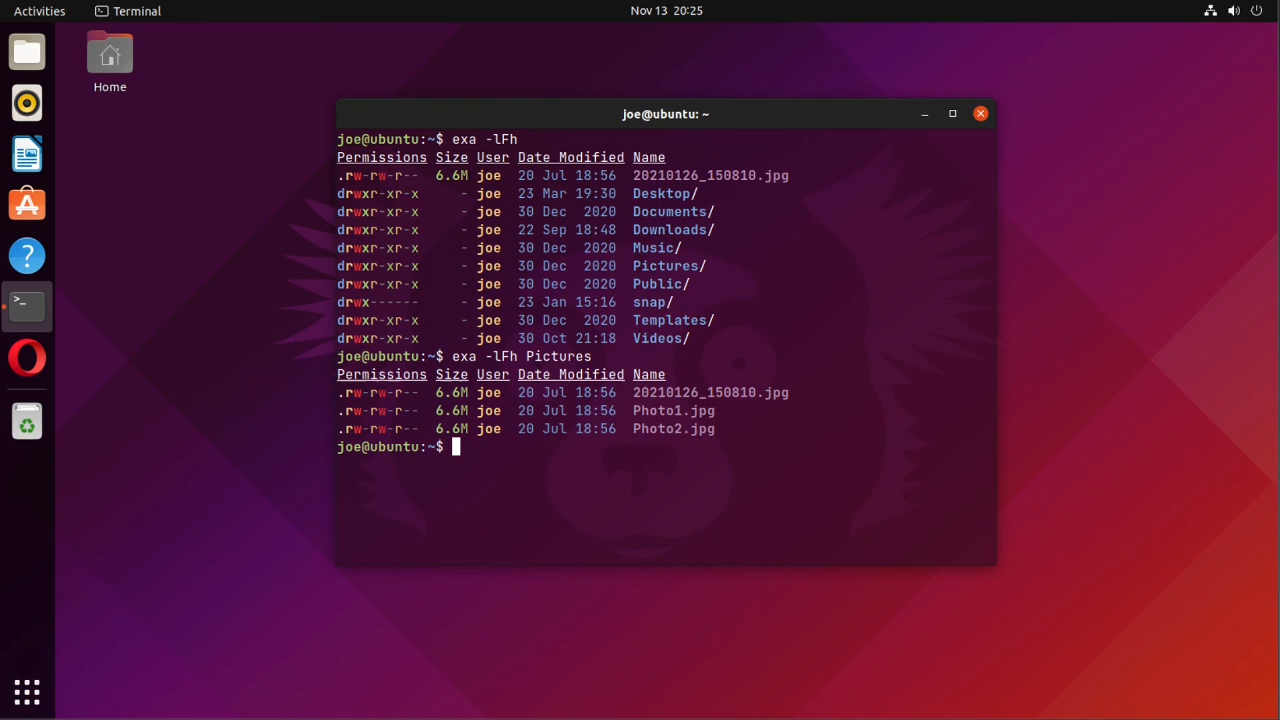 Activities Terminal Nov 13 20:25
Home
joe@ubuntu: ~
joe@ubuntu:~$ exa -lFh
Permissions Size User Date Modified Name
.rw-rw-r-- 6.6M joe 20 Jul 18:56 20210126_150810.jpg
drwxr-xr-x - joe 23 Mar 19:30 Desktop/
drwxr-xr-x - joe 30 Dec 2020 Documents/
drwxr-xr-x - joe 22 Sep 18:48 Downloads/
drwxr-xr-x - joe 30 Dec 2020 Music/
drwxr-xr-x - joe 30 Dec 2020 Pictures/
drwxr-xr-x - joe 30 Dec 2020 Public/
drwx------ - joe 23 Jan 15:16 snap/
drwxr-xr-x - joe 30 Dec 2020 Templates/
drwxr-xr-x - joe 30 Oct 21:18 Videos/
joe@ubuntu:~$ exa -lFh Pictures
Permissions Size User Date Modified Name
.rw-rw-r-- 6.6M joe 20 Jul 18:56 20210126_150810.jpg
.rw-rw-r-- 6.6M joe 20 Jul 18:56 Photo1.jpg
.rw-rw-r-- 6.6M joe 20 Jul 18:56 Photo2.jpg
joe@ubuntu:~$